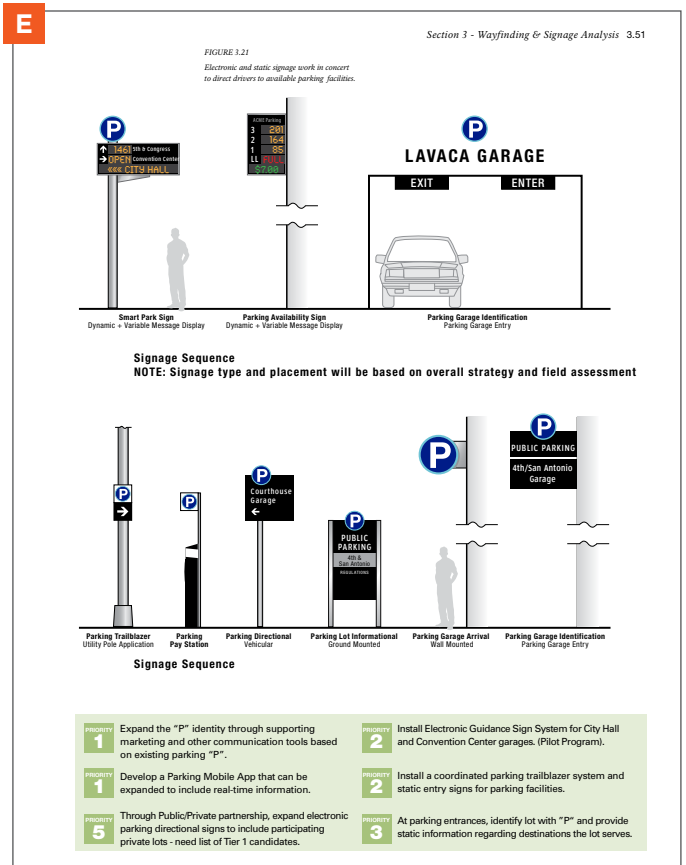 E
Section 3 - Wayfinding & Signage Analysis 3.51
FIGURE 3.21
Electronic and static signage work in concert
to direct drivers to available parking facilities.
P
↑ 1461 5th & Congress
→ OPEN Convention Center
««« CITY HALL
ACME Parking
3 201
2 164
1 85
LL FULL
$7.00
P
LAVACA GARAGE
EXIT ENTER
Smart Park Sign
Dynamic + Variable Message Display
Parking Availability Sign
Dynamic + Variable Message Display
Parking Garage Identification
Parking Garage Entry
Signage Sequence
NOTE: Signage type and placement will be based on overall strategy and field assessment
P
→
P
P
Courthouse
Garage
←
P
PUBLIC
PARKING
4th &
San Antonio
REGULATIONS
P
P
PUBLIC PARKING
4th/San Antonio
Garage
Parking Trailblazer
Utility Pole Application
Parking
Pay Station
Parking Directional
Vehicular
Parking Lot Informational
Ground Mounted
Parking Garage Arrival
Wall Mounted
Parking Garage Identification
Parking Garage Entry
Signage Sequence
PRIORITY
1
Expand the “P” identity through supporting
marketing and other communication tools based
on existing parking “P”.
PRIORITY
1
Develop a Parking Mobile App that can be
expanded to include real-time information.
PRIORITY
5
Through Public/Private partnership, expand electronic
parking directional signs to include participating
private lots - need list of Tier 1 candidates.
PRIORITY
2
Install Electronic Guidance Sign System for City Hall
and Convention Center garages. (Pilot Program).
PRIORITY
2
Install a coordinated parking trailblazer system and
static entry signs for parking facilities.
PRIORITY
3
At parking entrances, identify lot with “P” and provide
static information regarding destinations the lot serves.